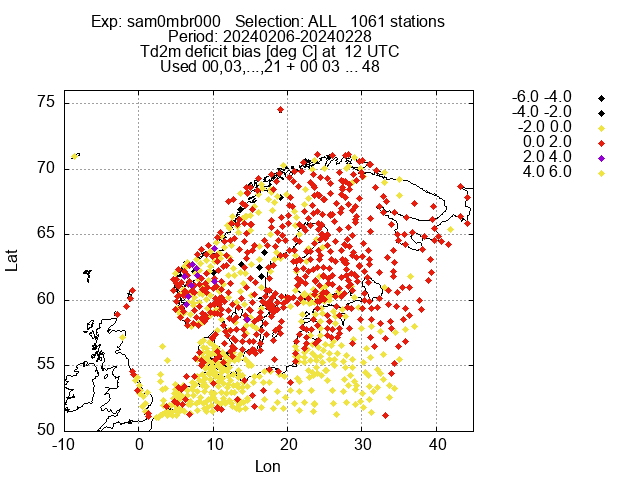 Exp: sam0mbr000   Selection: ALL   1061 stations
Period: 20240206-20240228
Td2m deficit bias [deg C] at  12 UTC
Used 00,03,...,21 + 00 03 ... 48
-6.0 -4.0
-4.0 -2.0
-2.0 0.0
0.0 2.0
2.0 4.0
4.0 6.0
75
70
65
60
55
50
Lat
-10 0 10 20 30 40
Lon